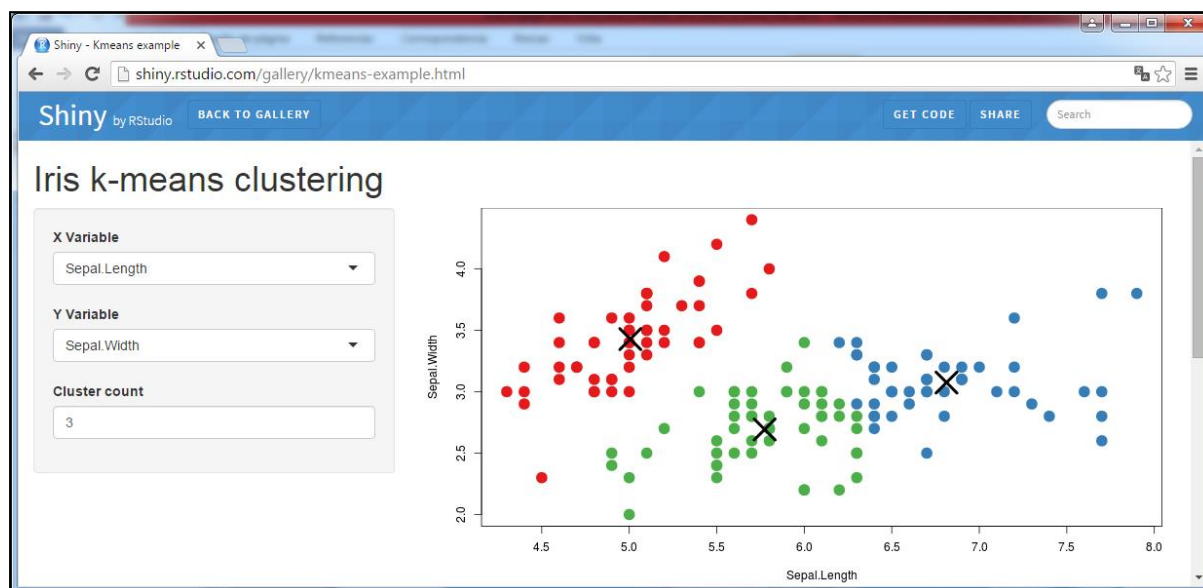 Shiny - Kmeans example
shiny.rstudio.com/gallery/kmeans-example.html
Shiny by RStudio BACK TO GALLERY GET CODE SHARE Search
Iris k-means clustering
X Variable
Sepal.Length
Y Variable
Sepal.Width
Cluster count
3
Sepal.Width
4.0
3.5
3.0
2.5
2.0
4.5 5.0 5.5 6.0 6.5 7.0 7.5 8.0
Sepal.Length